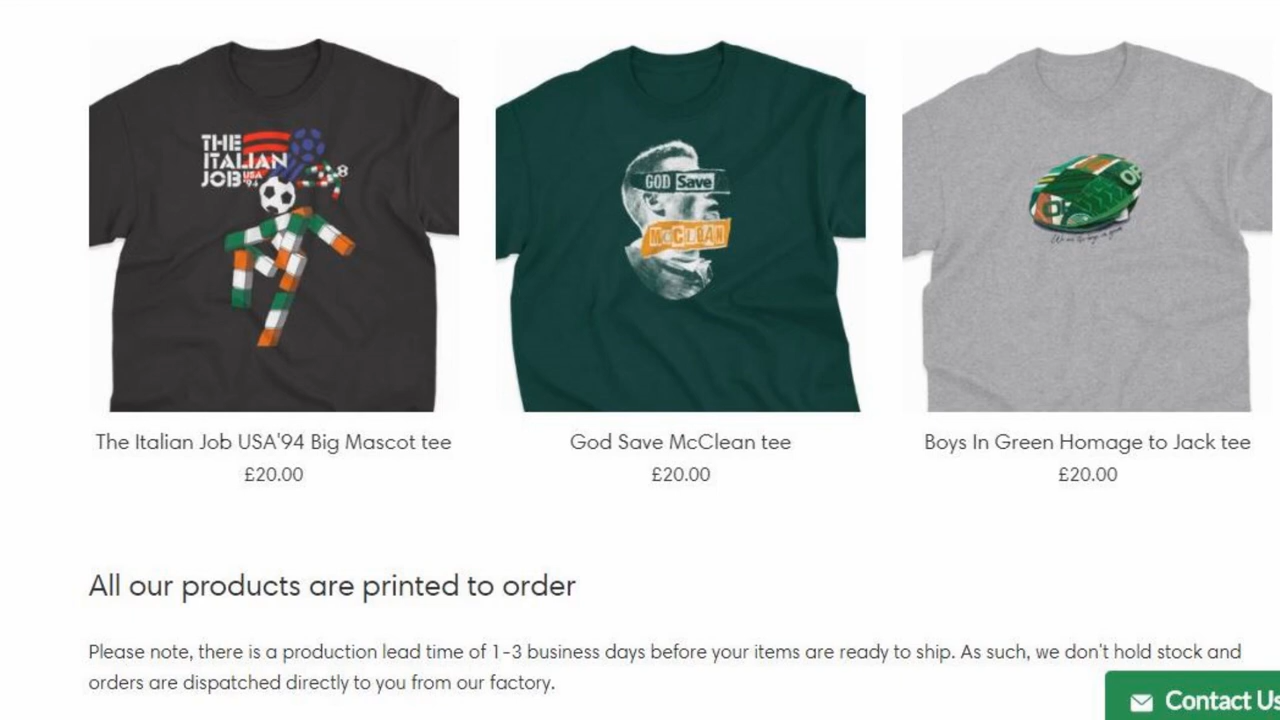 THE
ITALIAN
JOB USA '94
GOD Save
McCLEAN
The Italian Job USA'94 Big Mascot tee
£20.00
God Save McClean tee
£20.00
Boys In Green Homage to Jack tee
£20.00
All our products are printed to order
Please note, there is a production lead time of 1-3 business days before your items are ready to ship. As such, we don't hold stock and
orders are dispatched directly to you from our factory.
Contact Us